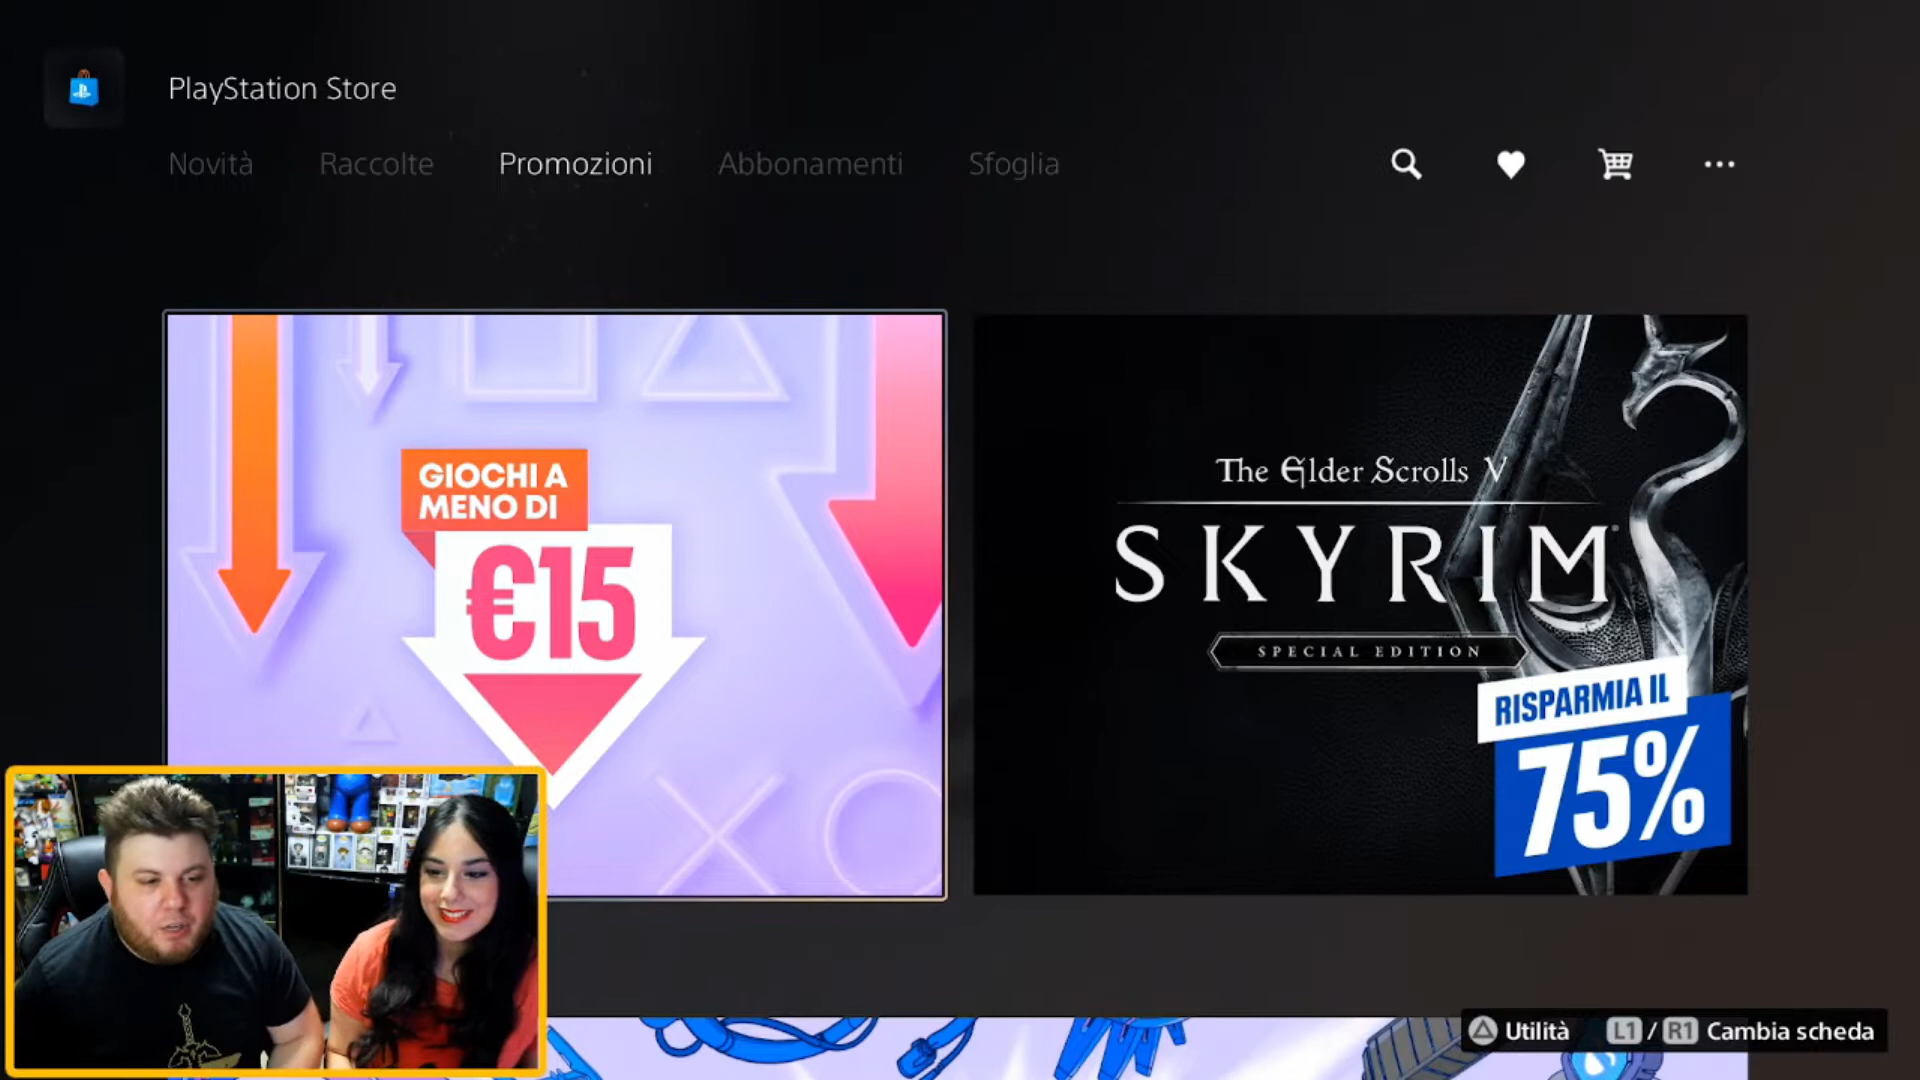 PlayStation Store
Novità Raccolte Promozioni Abbonamenti Sfoglia
GIOCHI A
MENO DI
€15
The Elder Scrolls V
SKYRIM
SPECIAL EDITION
RISPARMIA IL
75%
Utilità L1 / R1 Cambia scheda